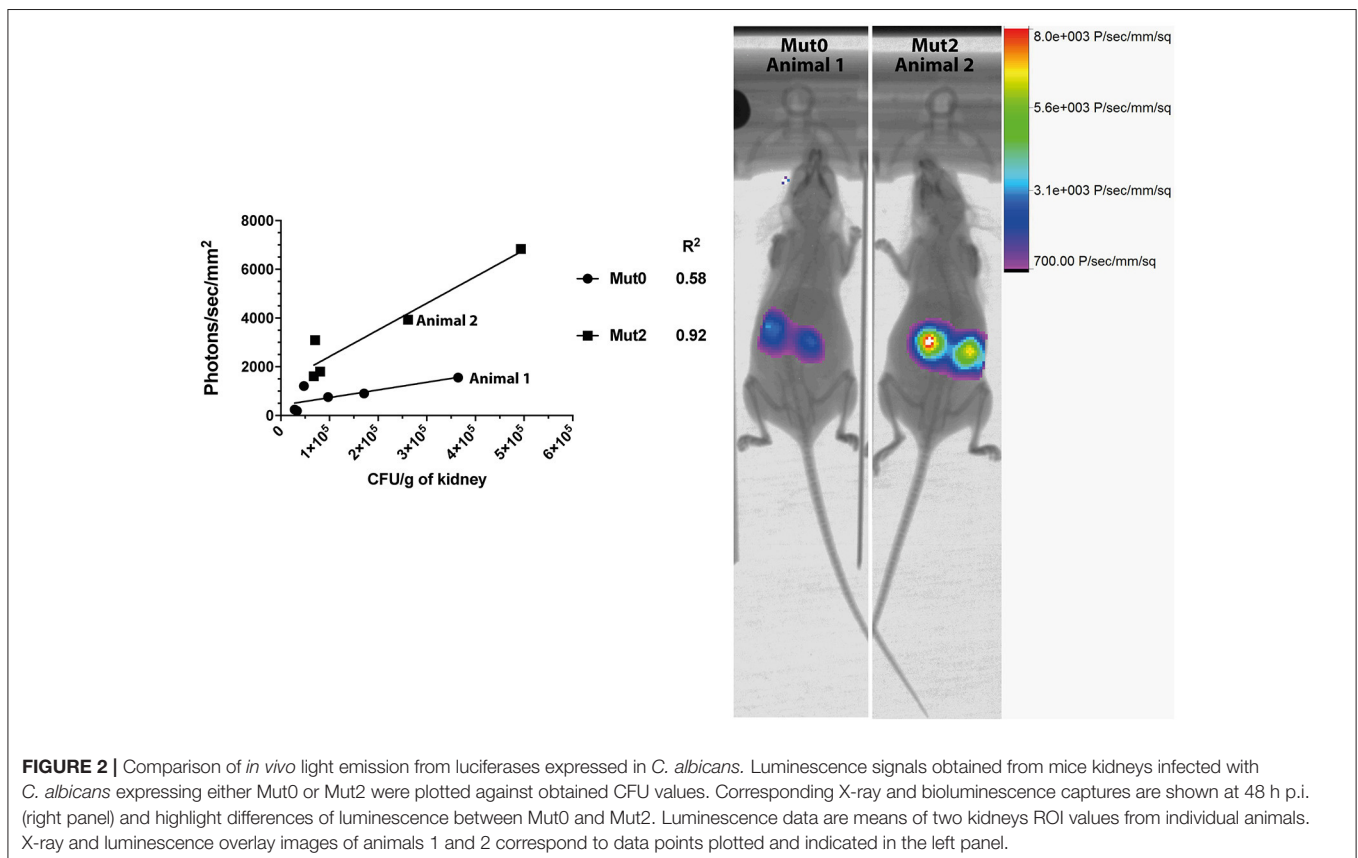 8000
6000
4000
2000
0
Photons/sec/mm²
0
1×10⁵
2×10⁵
3×10⁵
4×10⁵
5×10⁵
6×10⁵
CFU/g of kidney
Animal 2
Animal 1
R²
Mut0 0.58
Mut2 0.92
Mut0
Animal 1
Mut2
Animal 2
8.0e+003 P/sec/mm/sq
5.6e+003 P/sec/mm/sq
3.1e+003 P/sec/mm/sq
700.00 P/sec/mm/sq
FIGURE 2 | Comparison of in vivo light emission from luciferases expressed in C. albicans. Luminescence signals obtained from mice kidneys infected with
C. albicans expressing either Mut0 or Mut2 were plotted against obtained CFU values. Corresponding X-ray and bioluminescence captures are shown at 48 h p.i.
(right panel) and highlight differences of luminescence between Mut0 and Mut2. Luminescence data are means of two kidneys ROI values from individual animals.
X-ray and luminescence overlay images of animals 1 and 2 correspond to data points plotted and indicated in the left panel.